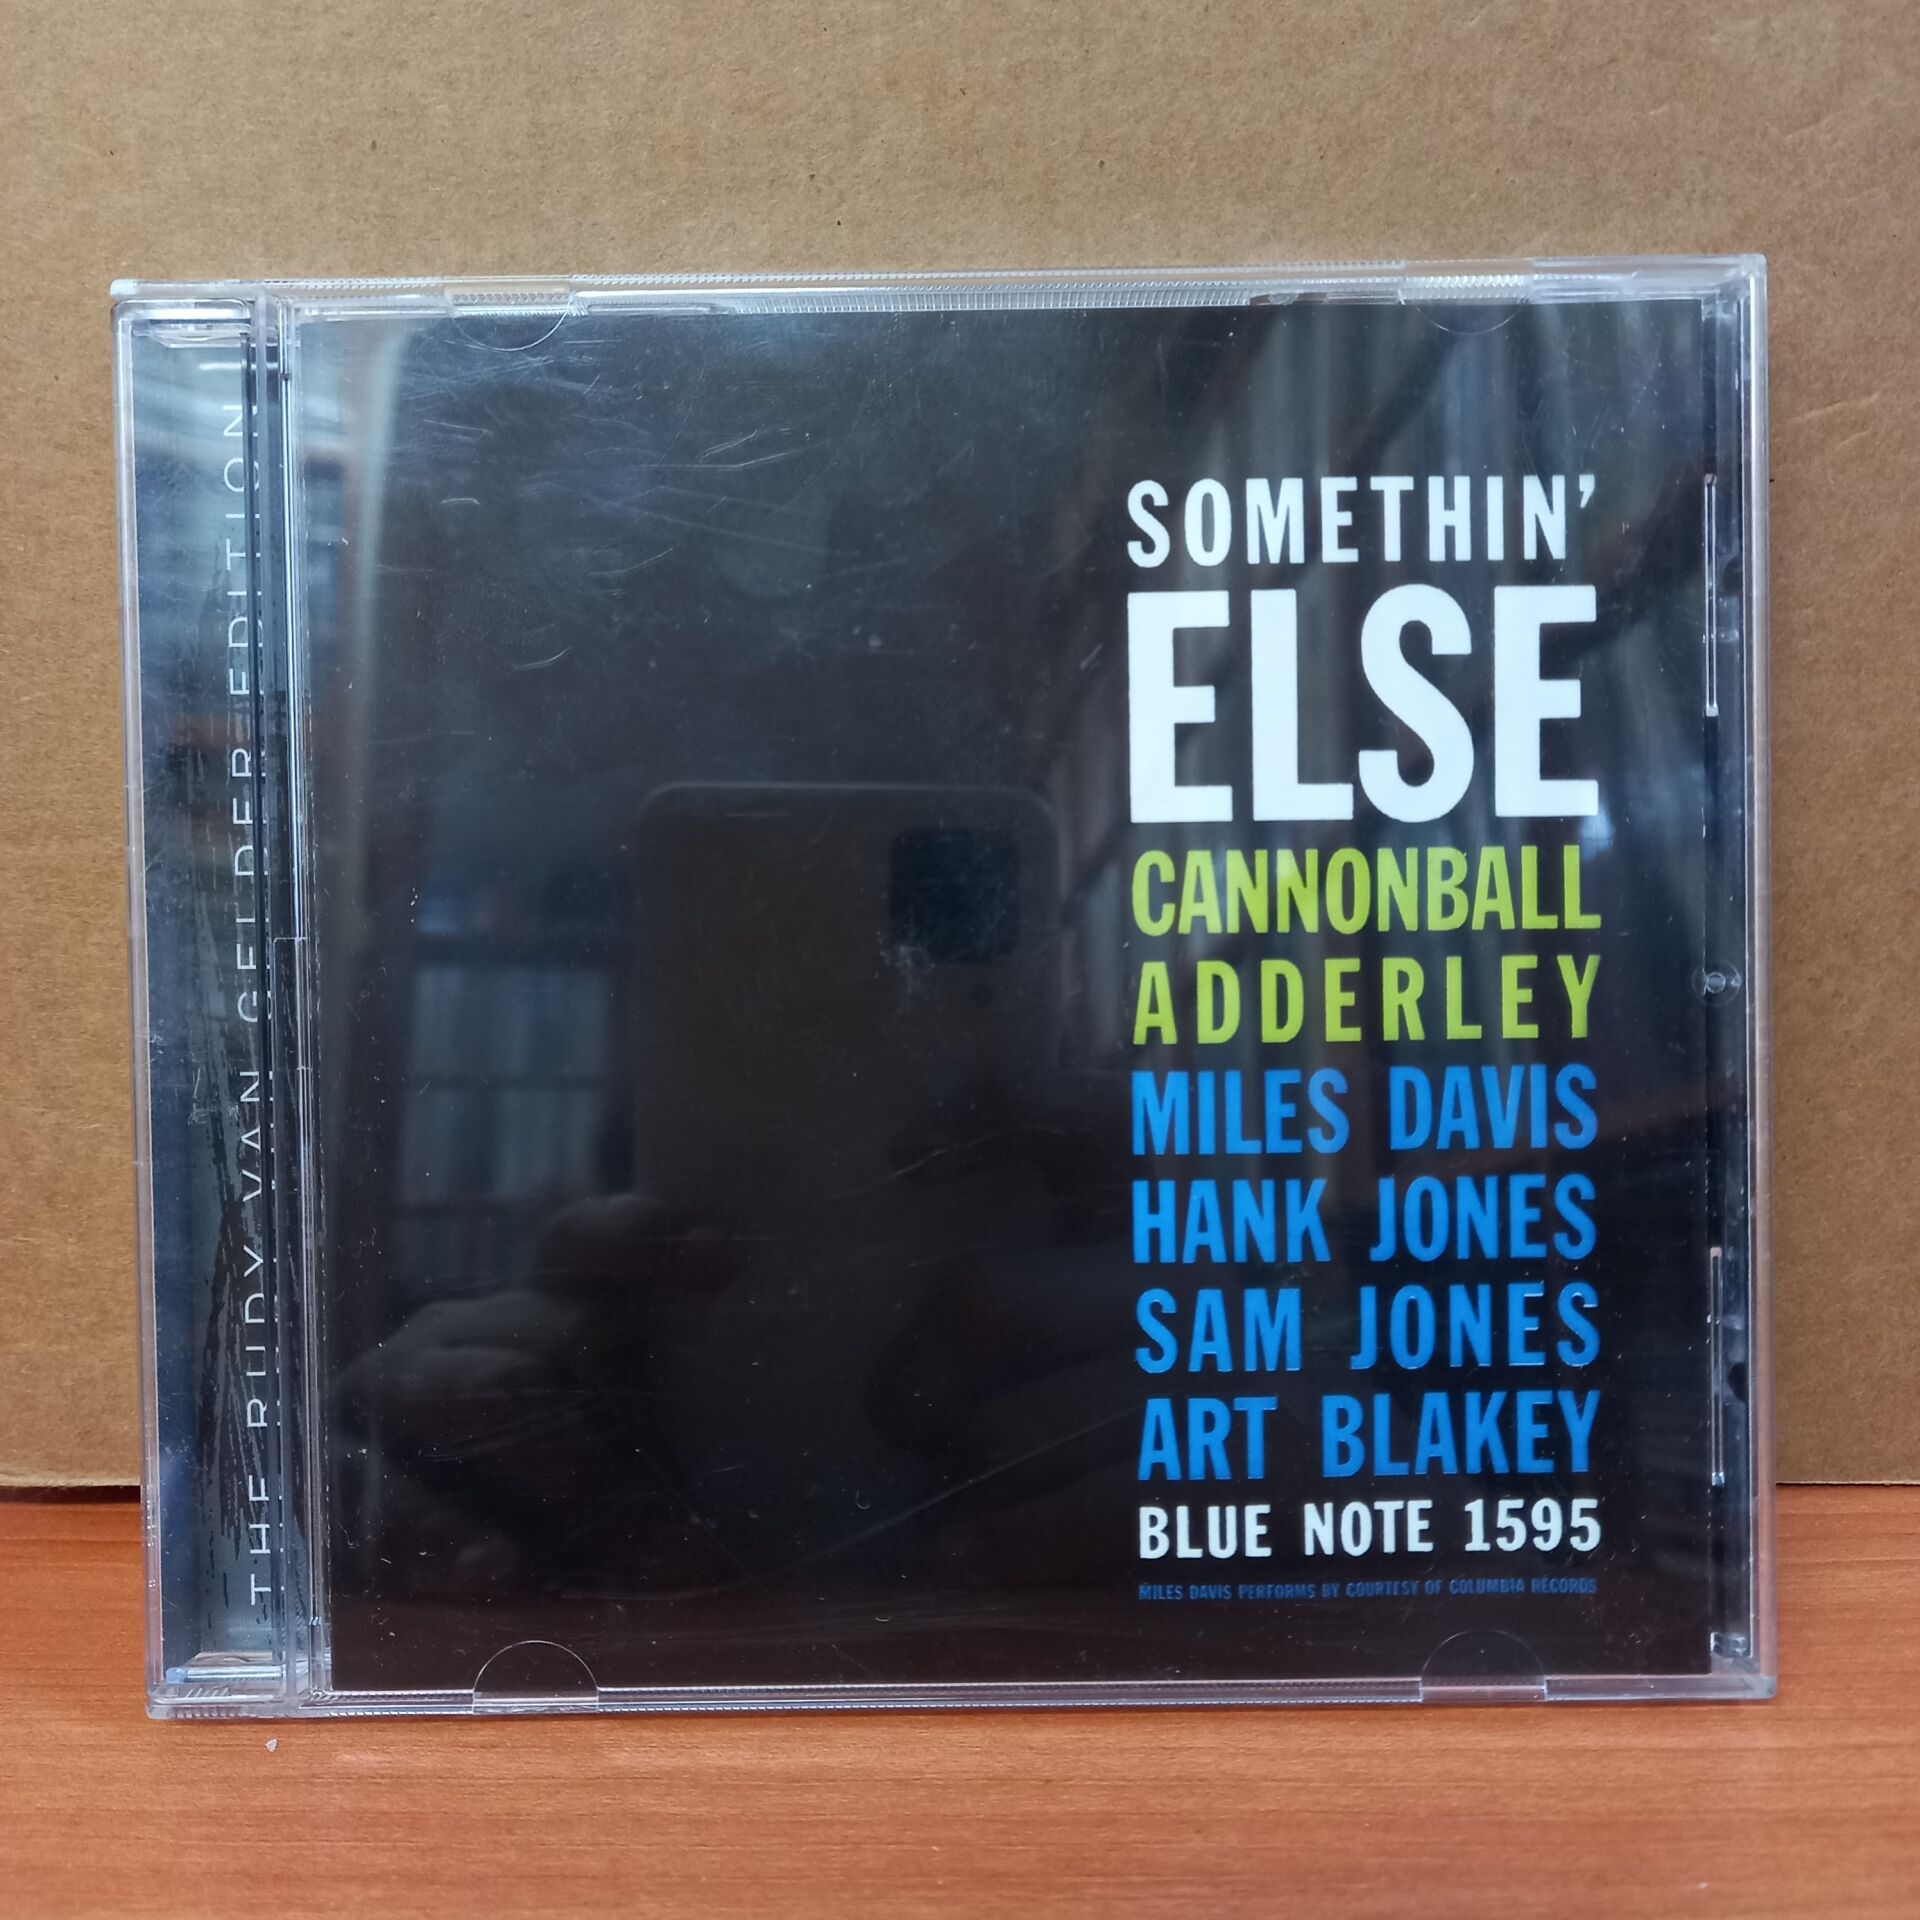 THE RUDY VAN GELDER EDITION
SOMETHIN'
ELSE
CANNONBALL
ADDERLEY
MILES DAVIS
HANK JONES
SAM JONES
ART BLAKEY
BLUE NOTE 1595
MILES DAVIS PERFORMS BY COURTESY OF COLUMBIA RECORDS